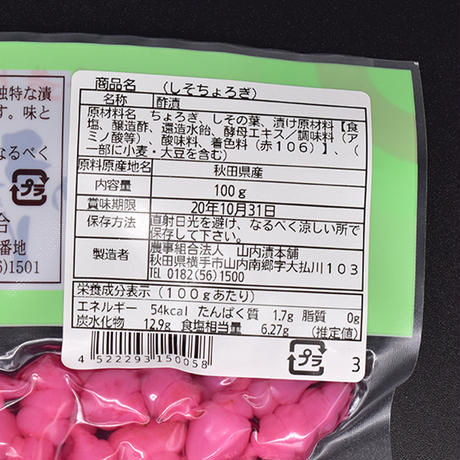 独特な漬
す。味と
なるべく
プラ
合
番地
6)1501
商品名 (しそちょろぎ)
名称 酢漬
原材料名 ちょろぎ、しその葉、漬け原材料【食
塩、醸造酢、還造水飴、酵母エキス／調味料（ア
ミノ酸等）　酸味料、着色料（赤106）】、（
一部に小麦・大豆を含む）
原料原産地名 秋田県産
内容量 100g
賞味期限 20年10月31日
保存方法 直射日光を避け、なるべく涼しい所で
保存して下さい。
製造者 農事組合法人　山内漬本舗
秋田県横手市山内南郷字大払川103
TEL 0182(56)1500
栄養成分表示（100gあたり）
エネルギー 54kcal たんぱく質 1.7g 脂質 0g
炭水化物 12.9g 食塩相当量 6.27g （推定値）
4522293150058
プラ
3